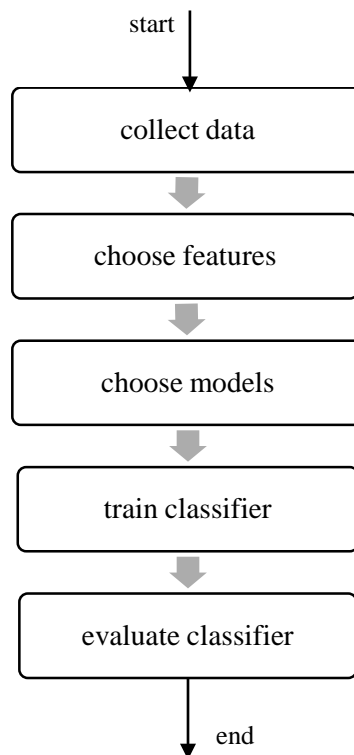 start
collect data
choose features
choose models
train classifier
evaluate classifier
end